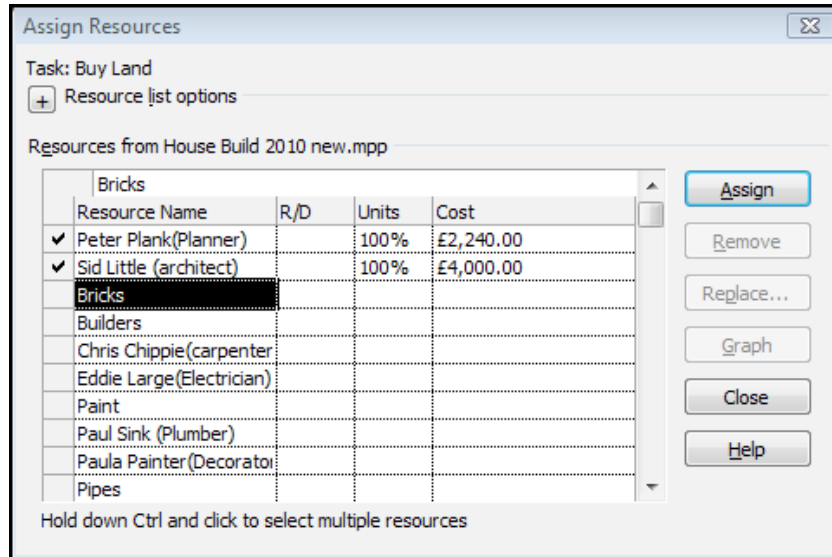 Assign Resources
Task: Buy Land
+ Resource list options
Resources from House Build 2010 new.mpp
Bricks
Resource Name R/D Units Cost
✔ Peter Plank(Planner) 100% £2,240.00
✔ Sid Little (architect) 100% £4,000.00
Bricks
Builders
Chris Chippie(carpenter
Eddie Large(Electrician)
Paint
Paul Sink (Plumber)
Paula Painter(Decorator
Pipes
Assign
Remove
Replace...
Graph
Close
Help
Hold down Ctrl and click to select multiple resources